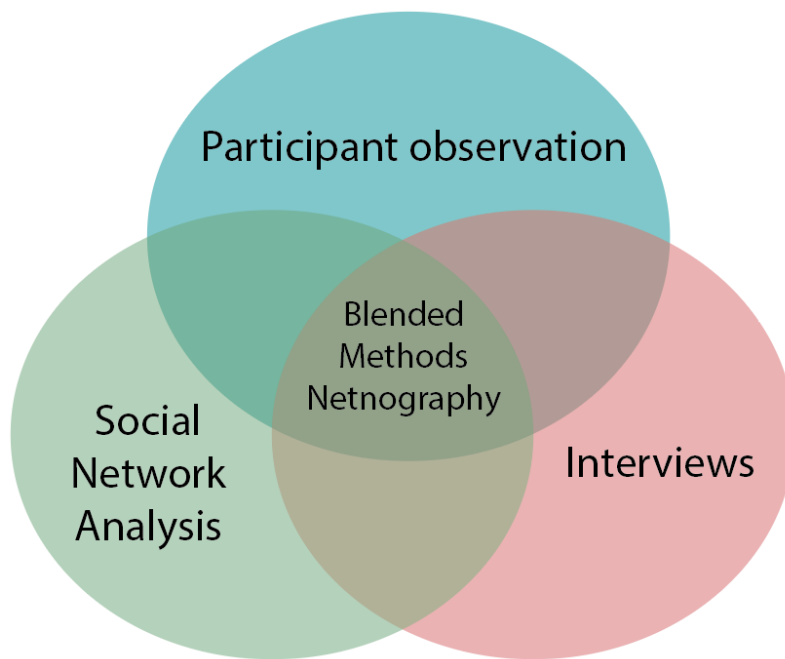 Participant observation
Blended
Methods
Netnography
Social
Network
Analysis
Interviews